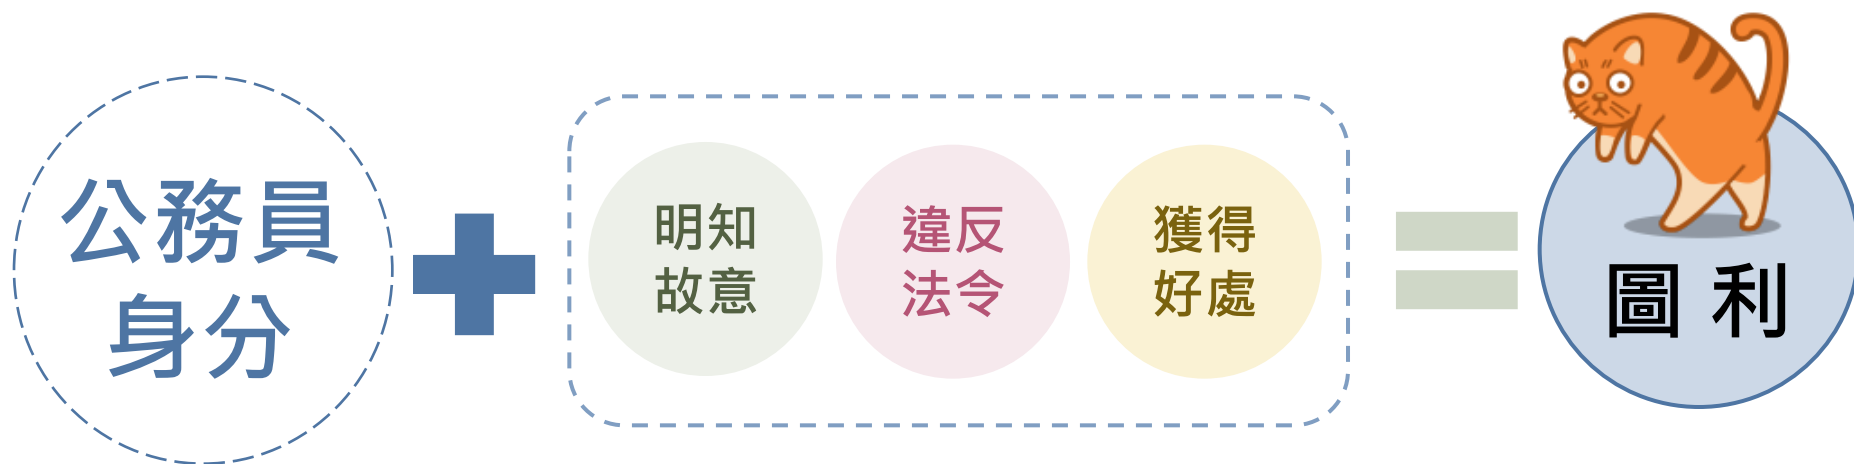 公務員
身分
明知
故意
違反
法令
獲得
好處
圖利